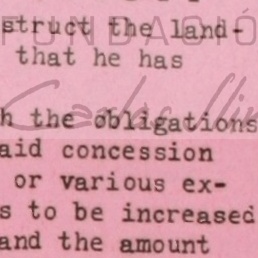 FUNDACIÓ
struct the land-
that he has
h the obligations
aid concession
or various ex-
s to be increased
and the amount